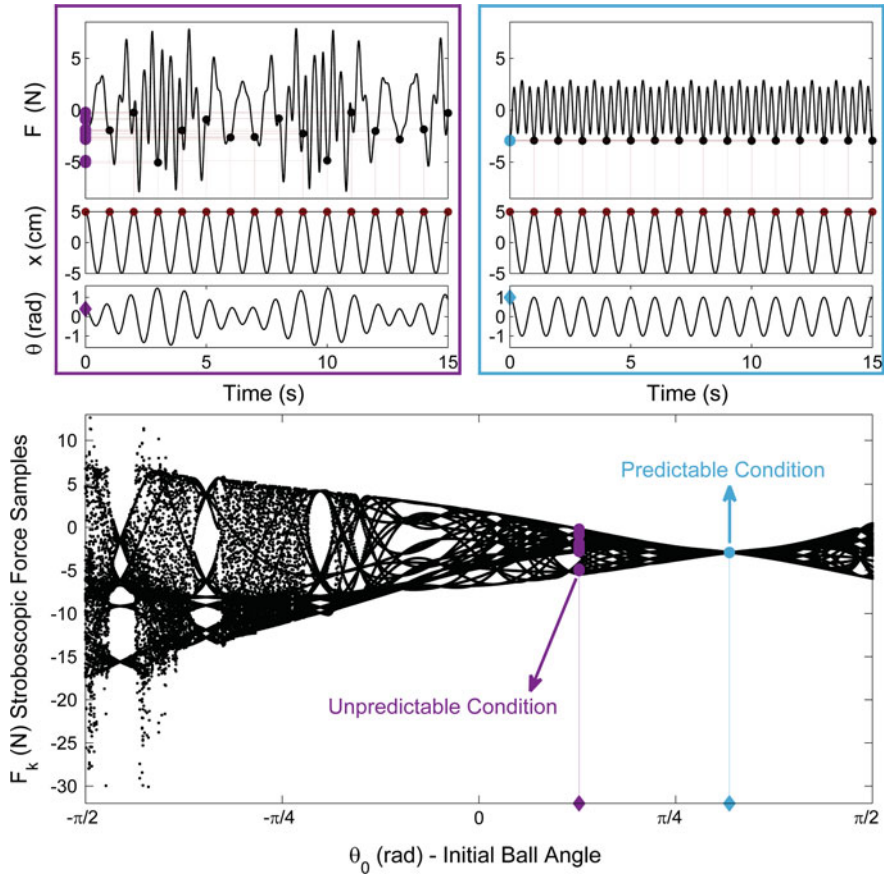 F (N)
5
0
-5
5
0
-5
x (cm)
5
0
-5
5
0
-5
θ (rad)
1
0
-1
1
0
-1
0 5 10 15
0 5 10 15
Time (s)
Time (s)
F_k (N) Stroboscopic Force Samples
10
5
0
-5
-10
-15
-20
-25
-30
Predictable Condition
Unpredictable Condition
-π/2 -π/4 0 π/4 π/2
θ_0 (rad) - Initial Ball Angle